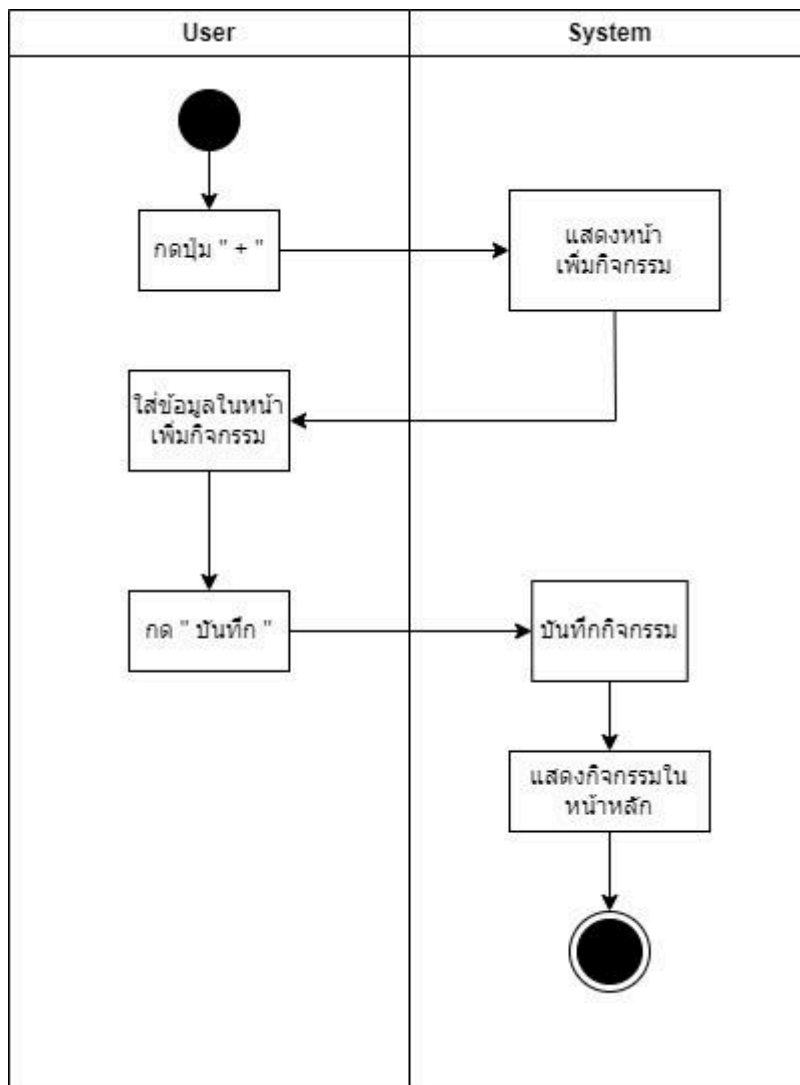 User
System
กดปุ่ม " + "
แสดงหน้า
เพิ่มกิจกรรม
ใส่ข้อมูลในหน้า
เพิ่มกิจกรรม
กด " บันทึก "
บันทึกกิจกรรม
แสดงกิจกรรมใน
หน้าหลัก